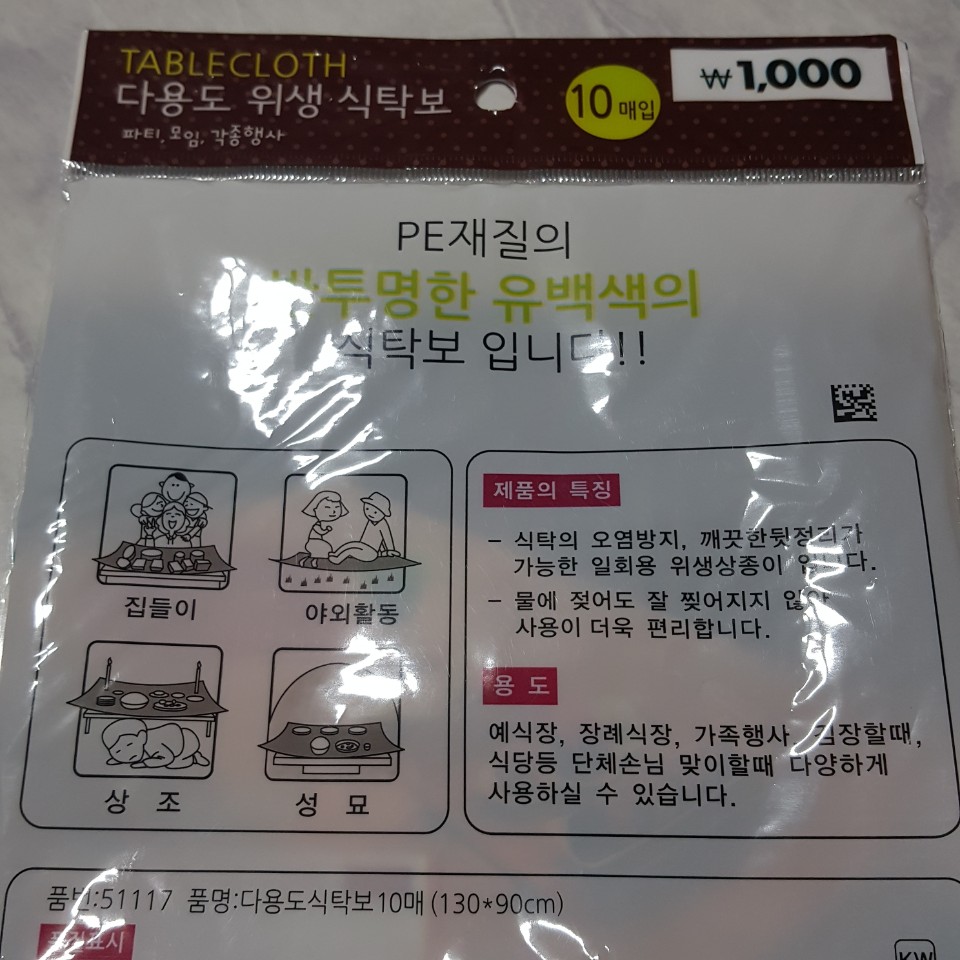 TABLECLOTH
다용도 위생 식탁보
파티, 모임, 각종행사
10 매입
₩1,000
PE재질의
유백색의
식탁보 입니다!!
집들이
야외활동
상 조
성 묘
제품의 특징
- 식탁의 오염방지, 깨끗한뒷정리가
가능한 일회용 위생상종이 입니다.
- 물에 젖어도 잘 찢어지지 않아
사용이 더욱 편리합니다.
용 도
예식장, 장례식장, 가족행사, 김장할때,
식당등 단체손님 맞이할때 다양하게
사용하실 수 있습니다.
품번:51117 품명:다용도식탁보10매 (130*90cm)
품질표시
KW